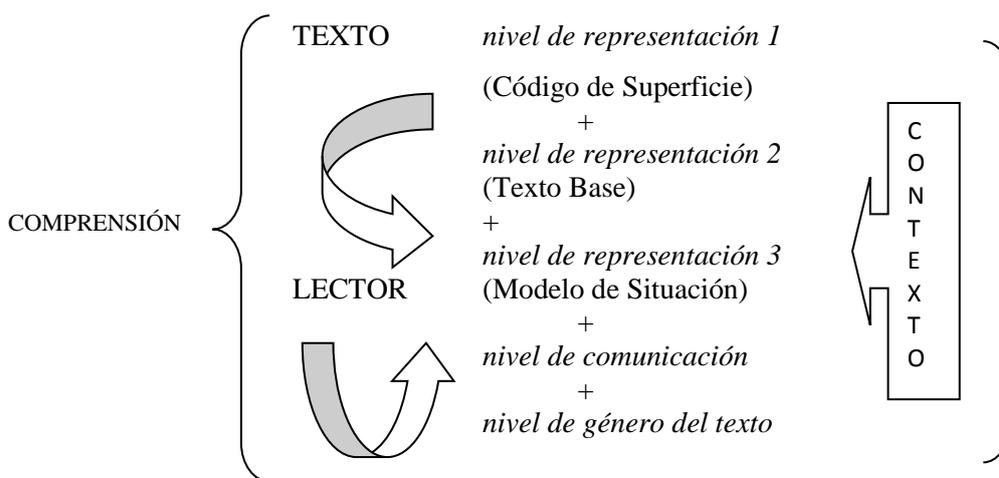 TEXTO
nivel de representación 1
(Código de Superficie)
+
nivel de representación 2
(Texto Base)
+
nivel de representación 3
LECTOR
(Modelo de Situación)
+
nivel de comunicación
+
nivel de género del texto
COMPRENSIÓN
CONTEXTO